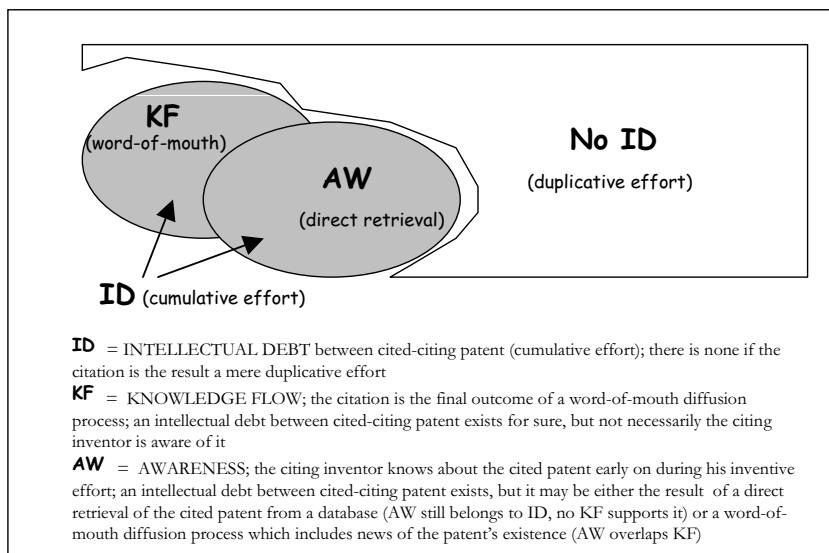 KF
(word-of-mouth)
No ID
AW
(duplicative effort)
(direct retrieval)
ID (cumulative effort)
ID = INTELLECTUAL DEBT between cited-citing patent (cumulative effort); there is none if the
citation is the result a mere duplicative effort
KF = KNOWLEDGE FLOW; the citation is the final outcome of a word-of-mouth diffusion
process; an intellectual debt between cited-citing patent exists for sure, but not necessarily the citing
inventor is aware of it
AW = AWARENESS; the citing inventor knows about the cited patent early on during his inventive
effort; an intellectual debt between cited-citing patent exists, but it may be either the result of a direct
retrieval of the cited patent from a database (AW still belongs to ID, no KF supports it) or a word-of-
mouth diffusion process which includes news of the patent's existence (AW overlaps KF)